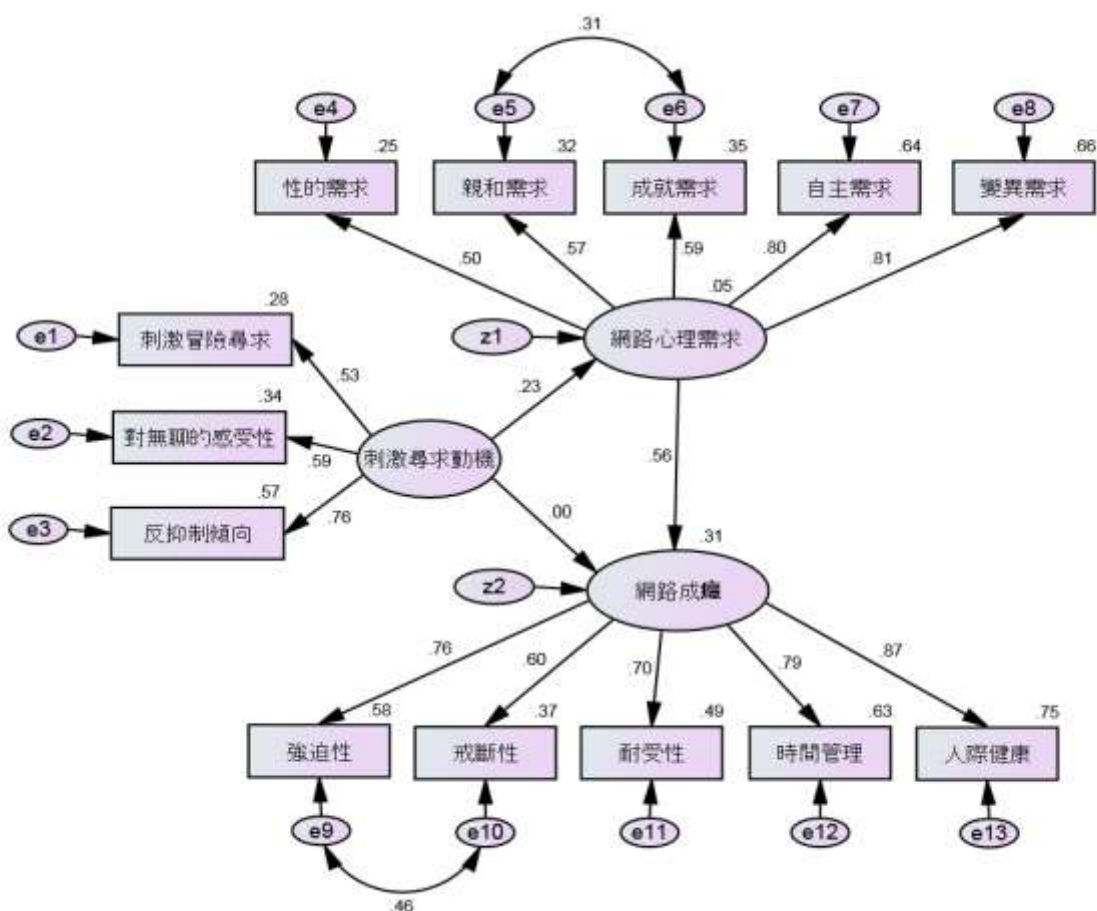 .31
e4
e5
e6
e7
e8
.25
.32
.35
.64
.66
性的需求
親和需求
成就需求
自主需求
變異需求
.50
.57
.59
.80
.81
.05
.28
e1
刺激冒險尋求
z1
網路心理需求
.53
.23
.34
e2
對無聊的感受性
.59
刺激尋求動機
.56
.57
e3
反抑制傾向
.76
00
.31
z2
網路成癮
.76
.60
.70
.79
.87
.58
.37
.49
.63
.75
強迫性
戒斷性
耐受性
時間管理
人際健康
e9
e10
e11
e12
e13
.46